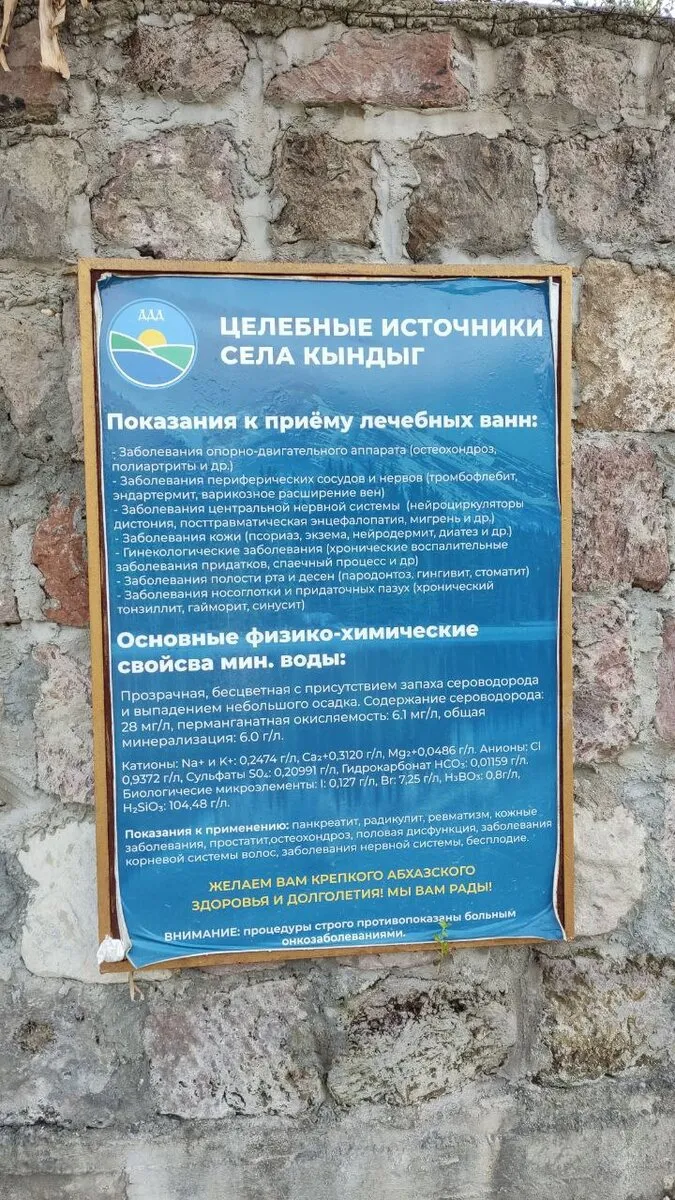 ДДД
ЦЕЛЕБНЫЕ ИСТОЧНИКИ
СЕЛА КЫНДЫГ
Показания к приёму лечебных ванн:
- Заболевания опорно-двигательного аппарата (остеохондроз,
полиартриты и др.)
- Заболевания периферических сосудов и нервов (тромбофлебит,
эндартермит, варикозное расширение вен)
- Заболевания центральной нервной системы (нейроциркуляторы
дистония, посттравматическая энцефалопатия, мигрень и др.)
- Заболевания кожи (псориаз, экзема, нейродермит, диатез и др.)
- Гинекологические заболевания (хронические воспалительные
заболевания придатков, спаечный процесс и др)
- Заболевания полости рта и десен (пародонтоз, гингивит, стоматит)
- Заболевания носоглотки и придаточных пазух (хронический
тонзиллит, гайморит, синусит)
Основные физико-химические
свойсва мин. воды:
Прозрачная, бесцветная с присутствием запаха сероводорода
и выпадением небольшого осадка. Содержание сероводорода:
28 мг/л, перманганатная окисляемость: 6.1 мг/л, общая
минерализация: 6.0 г/л.
Катионы: Na+ и K+: 0,2474 г/л, Ca₂+0,3120 г/л, Mg₂+0,0486 г/л. Анионы: Cl
0,9372 г/л, Сульфаты SO₄: 0,20991 г/л, Гидрокарбонат HCO₃: 0,01159 г/л.
Биологические микроэлементы: I: 0,127 г/л, Br: 7,25 г/л, H₃BO₃: 0,8г/л,
H₂SiO₃: 104,48 г/л.
Показания к применению: панкреатит, радикулит, ревматизм, кожные
заболевания, простатит,остеохондроз, половая дисфункция, заболевания
корневой системы волос, заболевания нервной системы, бесплодие.
ЖЕЛАЕМ ВАМ КРЕПКОГО АБХАЗСКОГО
ЗДОРОВЬЯ И ДОЛГОЛЕТИЯ! МЫ ВАМ РАДЫ!
ВНИМАНИЕ: процедуры строго противопоказаны больным
онкозаболеваниями.